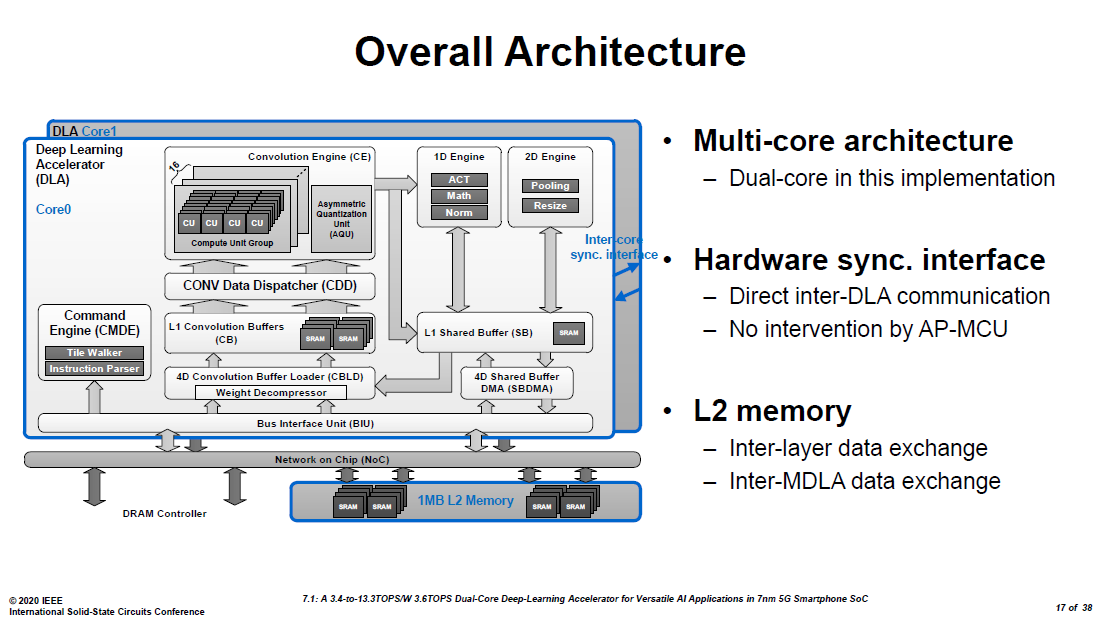 Overall Architecture
DLA Core1
Deep Learning
Accelerator
(DLA)
Core0
16
Convolution Engine (CE)
CU CU CU CU
Compute Unit Group
Asymmetric
Quantization
Unit
(AQU)
1D Engine
ACT
Math
Norm
2D Engine
Pooling
Resize
Inter-core
sync. interface
CONV Data Dispatcher (CDD)
Command
Engine (CMDE)
Tile Walker
Instruction Parser
L1 Convolution Buffers
(CB)
SRAM SRAM
L1 Shared Buffer (SB)
SRAM
4D Convolution Buffer Loader (CBLD)
Weight Decompressor
4D Shared Buffer
DMA (SBDMA)
Bus Interface Unit (BIU)
Network on Chip (NoC)
DRAM Controller
SRAM SRAM
1MB L2 Memory
SRAM SRAM
• Multi-core architecture
– Dual-core in this implementation
• Hardware sync. interface
– Direct inter-DLA communication
– No intervention by AP-MCU
• L2 memory
– Inter-layer data exchange
– Inter-MDLA data exchange
© 2020 IEEE
International Solid-State Circuits Conference
7.1: A 3.4-to-13.3TOPS/W 3.6TOPS Dual-Core Deep-Learning Accelerator for Versatile AI Applications in 7nm 5G Smartphone SoC
17 of 38